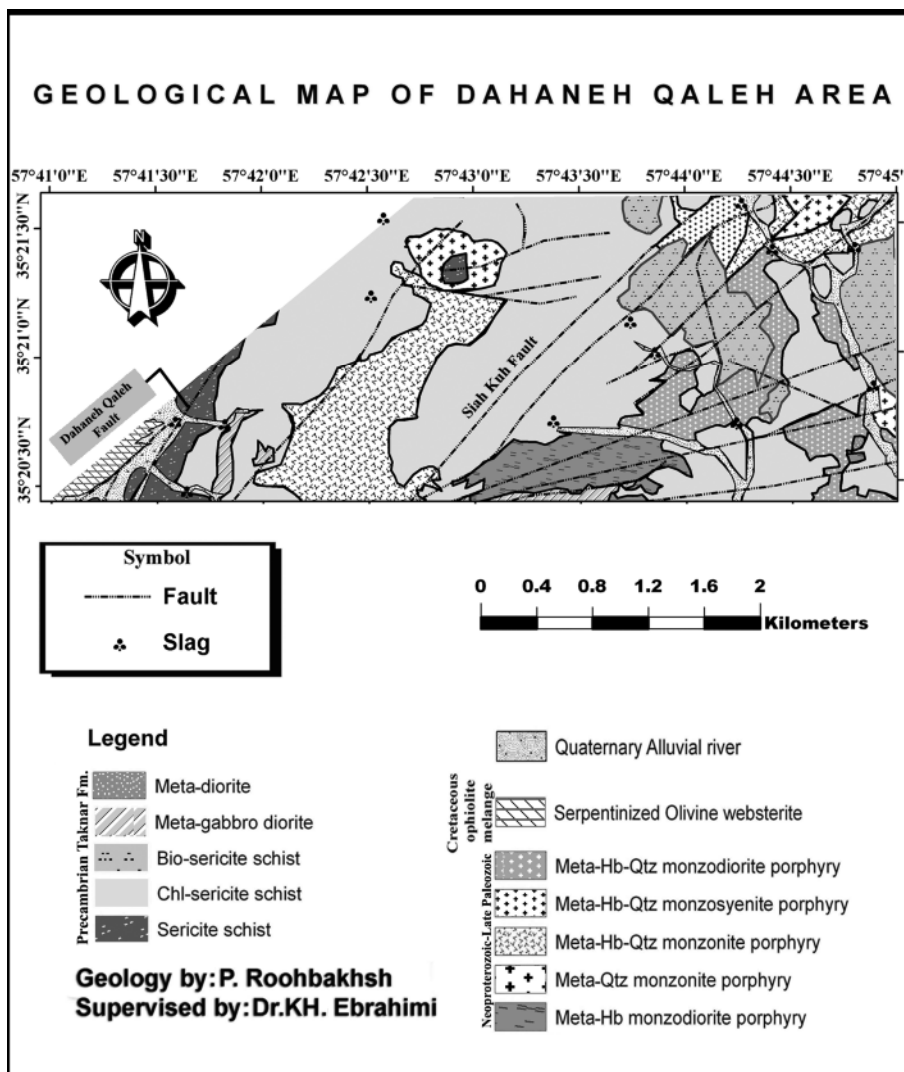 GEOLOGICAL MAP OF DAHANEH QALEH AREA
57°41'0"E 57°41'30"E 57°42'0"E 57°42'30"E 57°43'0"E 57°43'30"E 57°44'0"E 57°44'30"E 57°45'
35°21'30"N
35°21'0"N
35°20'30"N
N
Dahaneh Qaleh
Fault
Siah Kuh Fault
Symbol
Fault
Slag
0 0.4 0.8 1.2 1.6 2
Kilometers
Legend
Precambrian Taknar Fm.
Meta-diorite
Meta-gabbro diorite
Bio-sericite schist
Chl-sericite schist
Sericite schist
Geology by:P. Roohbakhsh
Supervised by:Dr.KH. Ebrahimi
Quaternary Alluvial river
Cretaceous
ophiolite
melange
Serpentinized Olivine websterite
Neoproterozoic-Late Paleozoic
Meta-Hb-Qtz monzodiorite porphyry
Meta-Hb-Qtz monzosyenite porphyry
Meta-Hb-Qtz monzonite porphyry
Meta-Qtz monzonite porphyry
Meta-Hb monzodiorite porphyry